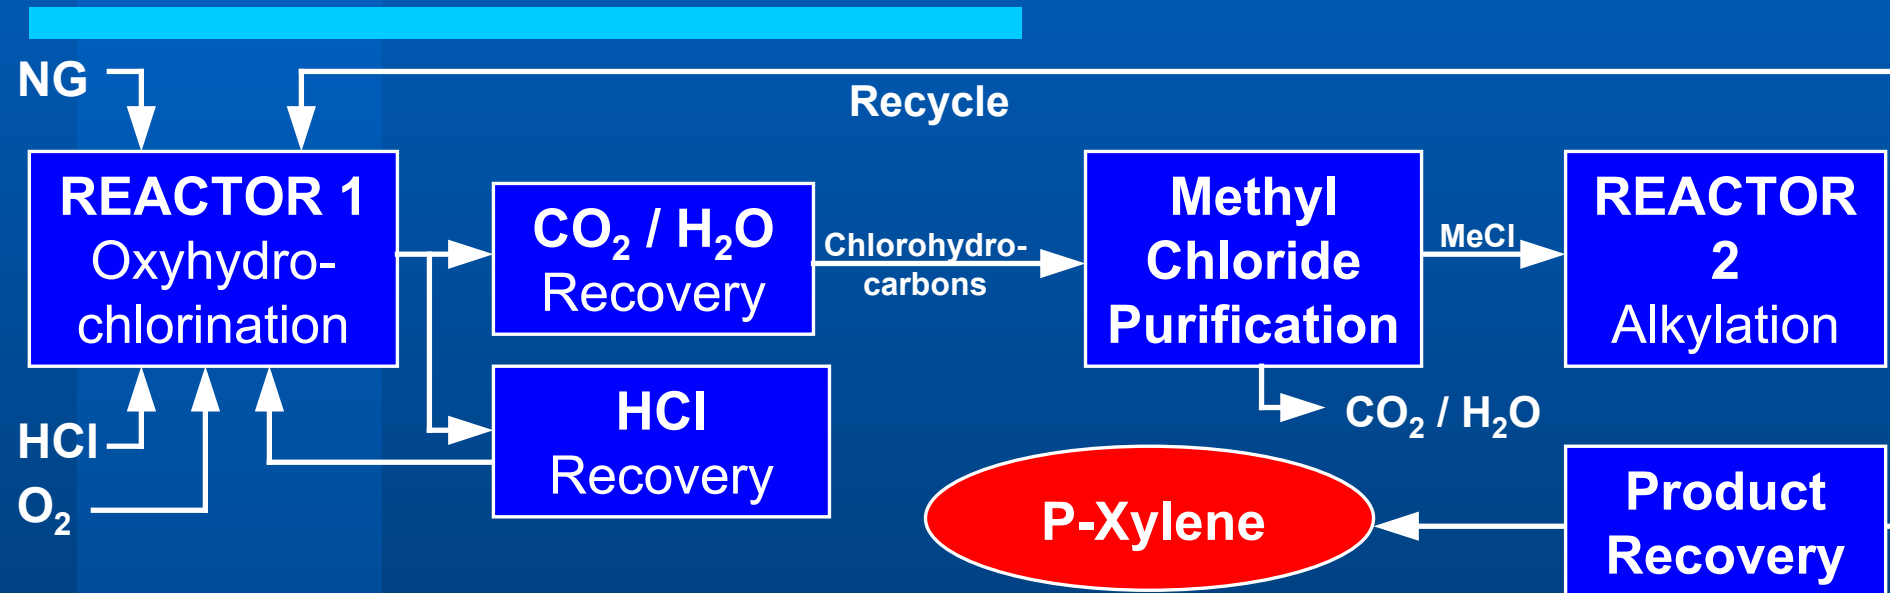 NG
Recycle
REACTOR 1
Oxyhydro-
chlorination
CO₂ / H₂O
Recovery
Chlorohydro-
carbons
Methyl
Chloride
Purification
MeCl
REACTOR
2
Alkylation
HCl
O₂
HCl
Recovery
CO₂ / H₂O
P-Xylene
Product
Recovery